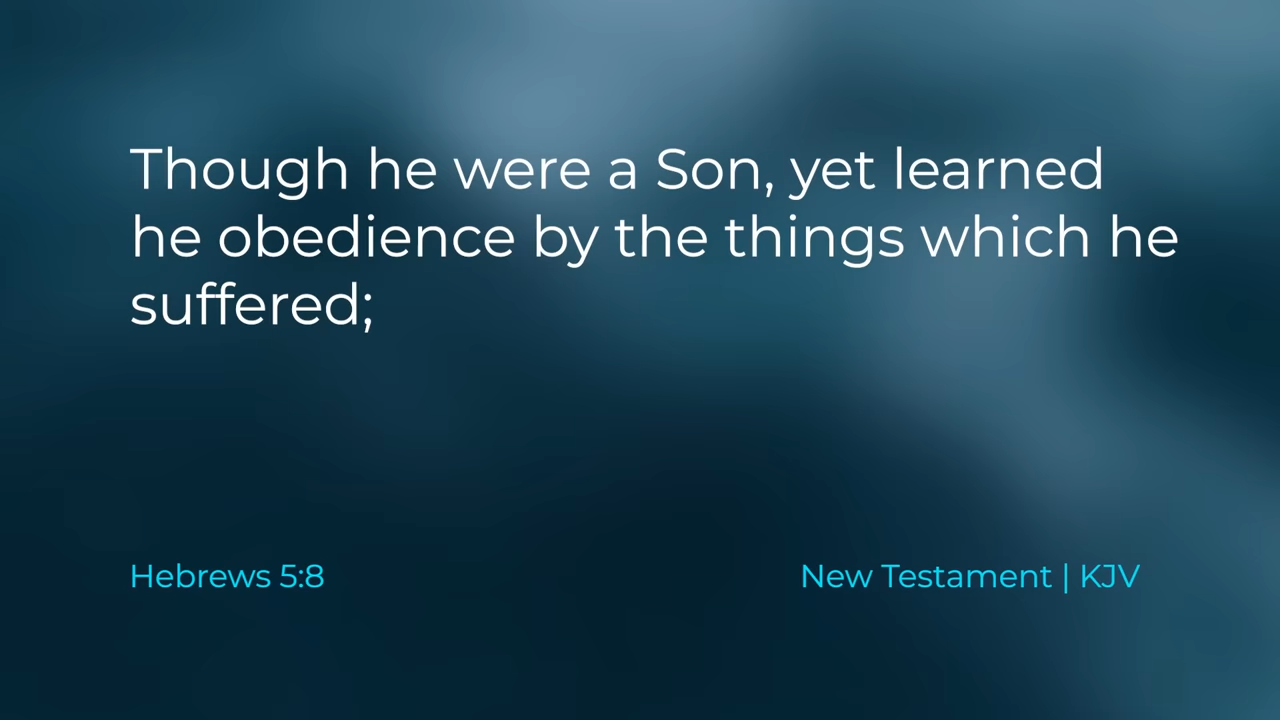 Though he were a Son, yet learned
he obedience by the things which he
suffered;
Hebrews 5:8
New Testament | KJV